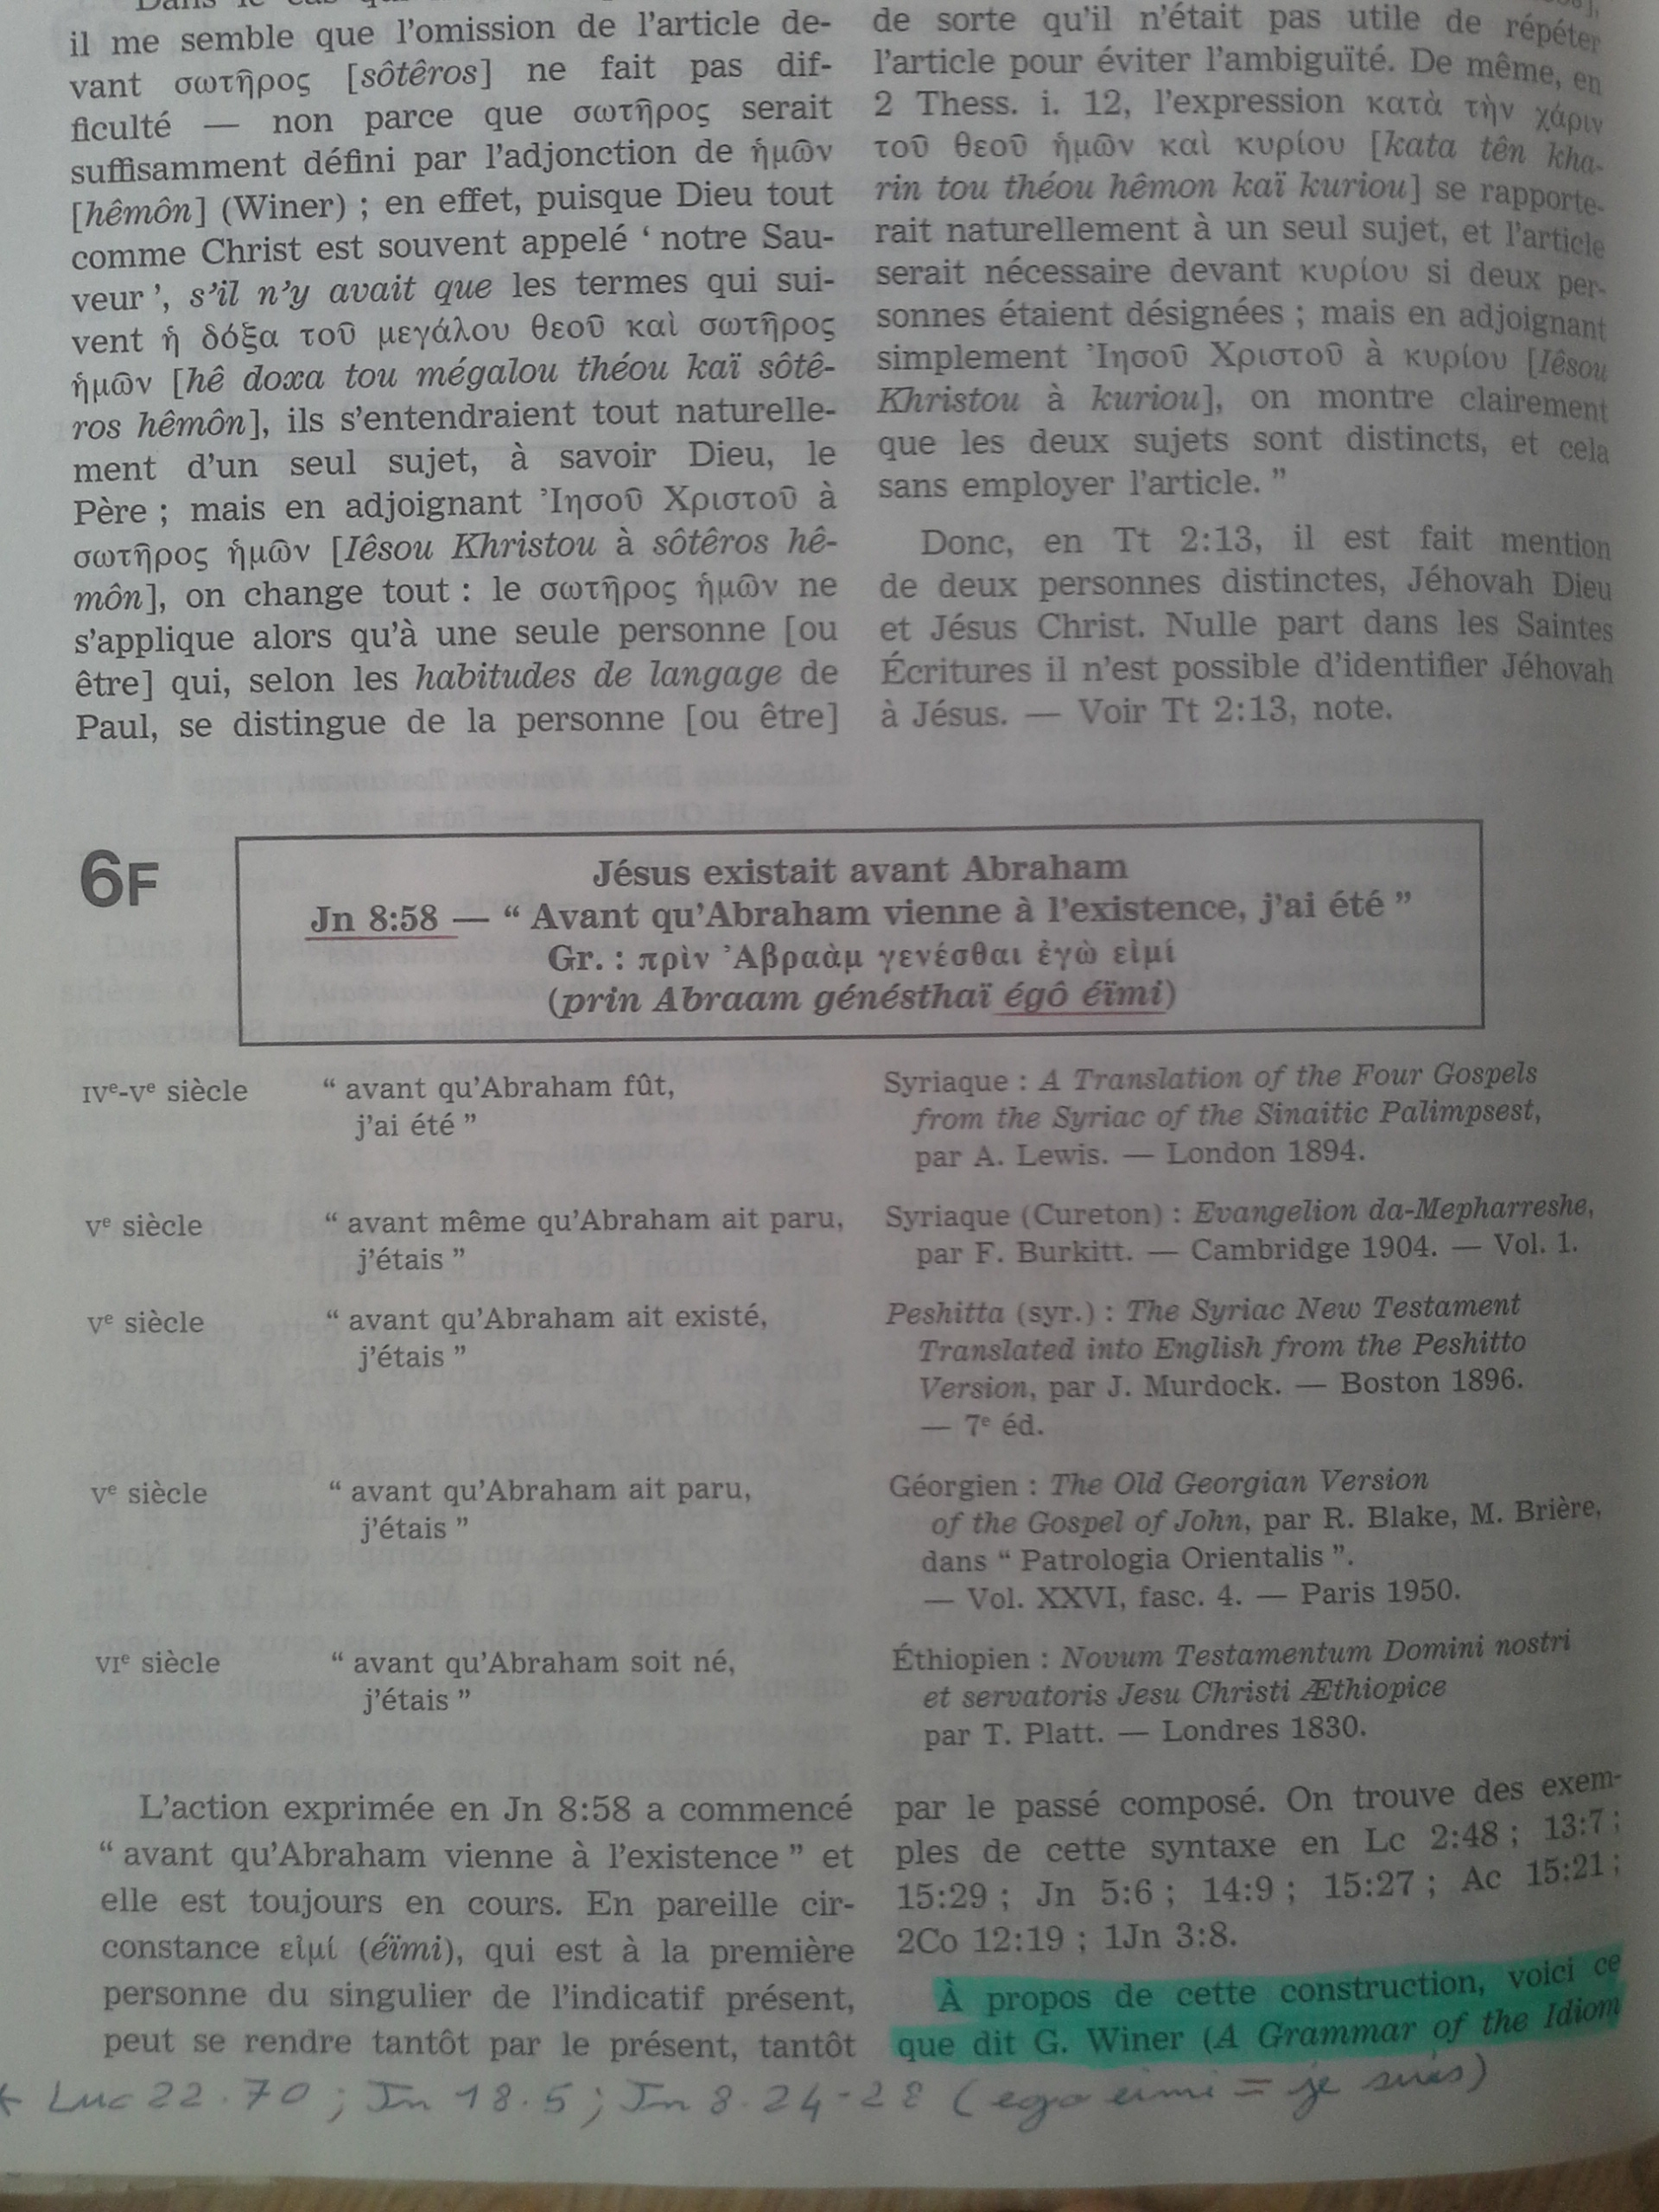 il me semble que l'omission de l'article de-
vant σωτῆρος [sôtêros] ne fait pas dif-
ficulté — non parce que σωτῆρος serait
suffisamment défini par l'adjonction de ἡμῶν
[hêmôn] (Winer) ; en effet, puisque Dieu tout
comme Christ est souvent appelé ‘ notre Sau-
veur ’, s'il n'y avait que les termes qui sui-
vent ἡ δόξα τοῦ μεγάλου θεοῦ καὶ σωτῆρος
ἡμῶν [hê doxa tou mégalou théou kaï sôtê-
ros hêmôn], ils s'entendraient tout naturelle-
ment d'un seul sujet, à savoir Dieu, le
Père ; mais en adjoignant Ἰησοῦ Χριστοῦ à
σωτῆρος ἡμῶν [Iêsou Khristou à sôtêros hê-
môn], on change tout : le σωτῆρος ἡμῶν ne
s'applique alors qu'à une seule personne [ou
être] qui, selon les habitudes de langage de
Paul, se distingue de la personne [ou être]
de sorte qu'il n'était pas utile de répéter
l'article pour éviter l'ambiguïté. De même, en
2 Thess. i. 12, l'expression κατὰ τὴν χάριν
τοῦ θεοῦ ἡμῶν καὶ κυρίου [kata tên kha-
rin tou théou hêmon kaï kuriou] se rapporte-
rait naturellement à un seul sujet, et l'article
serait nécessaire devant κυρίου si deux per-
sonnes étaient désignées ; mais en adjoignant
simplement Ἰησοῦ Χριστοῦ à κυρίου [Iêsou
Khristou à kuriou], on montre clairement
que les deux sujets sont distincts, et cela
sans employer l'article. ”
Donc, en Tt 2:13, il est fait mention
de deux personnes distinctes, Jéhovah Dieu
et Jésus Christ. Nulle part dans les Saintes
Écritures il n'est possible d'identifier Jéhovah
à Jésus. — Voir Tt 2:13, note.
6F
Jésus existait avant Abraham
Jn 8:58 — “ Avant qu'Abraham vienne à l'existence, j'ai été ”
Gr. : πρὶν Ἀβραὰμ γενέσθαι ἐγὼ εἰμί
(prin Abraam génésthaï égô éïmi)
IVe-Ve siècle “ avant qu'Abraham fût,
j'ai été ”
Syriaque : A Translation of the Four Gospels
from the Syriac of the Sinaitic Palimpsest,
par A. Lewis. — London 1894.
Ve siècle “ avant même qu'Abraham ait paru,
j'étais ”
Syriaque (Cureton) : Evangelion da-Mepharreshe,
par F. Burkitt. — Cambridge 1904. — Vol. 1.
Ve siècle “ avant qu'Abraham ait existé,
j'étais ”
Peshitta (syr.) : The Syriac New Testament
Translated into English from the Peshitto
Version, par J. Murdock. — Boston 1896.
— 7e éd.
Ve siècle “ avant qu'Abraham ait paru,
j'étais ”
Géorgien : The Old Georgian Version
of the Gospel of John, par R. Blake, M. Brière,
dans “ Patrologia Orientalis ”.
— Vol. XXVI, fasc. 4. — Paris 1950.
VIe siècle “ avant qu'Abraham soit né,
j'étais ”
Éthiopien : Novum Testamentum Domini nostri
et servatoris Jesu Christi Æthiopice
par T. Platt. — Londres 1830.
L'action exprimée en Jn 8:58 a commencé
“ avant qu'Abraham vienne à l'existence ” et
elle est toujours en cours. En pareille cir-
constance εἰμί (éïmi), qui est à la première
personne du singulier de l'indicatif présent,
peut se rendre tantôt par le présent, tantôt
par le passé composé. On trouve des exem-
ples de cette syntaxe en Lc 2:48 ; 13:7 ;
15:29 ; Jn 5:6 ; 14:9 ; 15:27 ; Ac 15:21 ;
2Co 12:19 ; 1Jn 3:8.
À propos de cette construction, voici ce
que dit G. Winer (A Grammar of the Idiom
* Luc 22.70 ; Jn 18.5 ; Jn 8.24-28 (ego eimi = je suis)